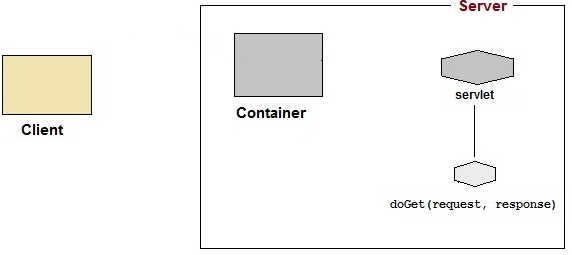 Server
servlet
Container
Client
doGet(request, response)